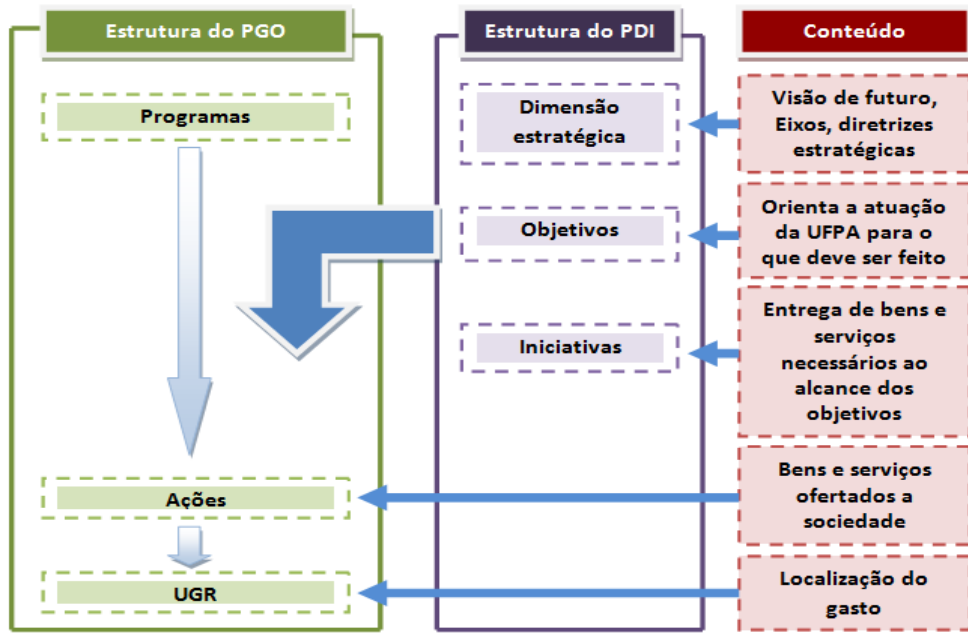 Estrutura do PGO
Programas
Ações
UGR
Estrutura do PDI
Dimensão
estratégica
Objetivos
Iniciativas
Conteúdo
Visão de futuro,
Eixos, diretrizes
estratégicas
Orienta a atuação
da UFPA para o
que deve ser feito
Entrega de bens e
serviços
necessários ao
alcance dos
objetivos
Bens e serviços
ofertados a
sociedade
Localização do
gasto